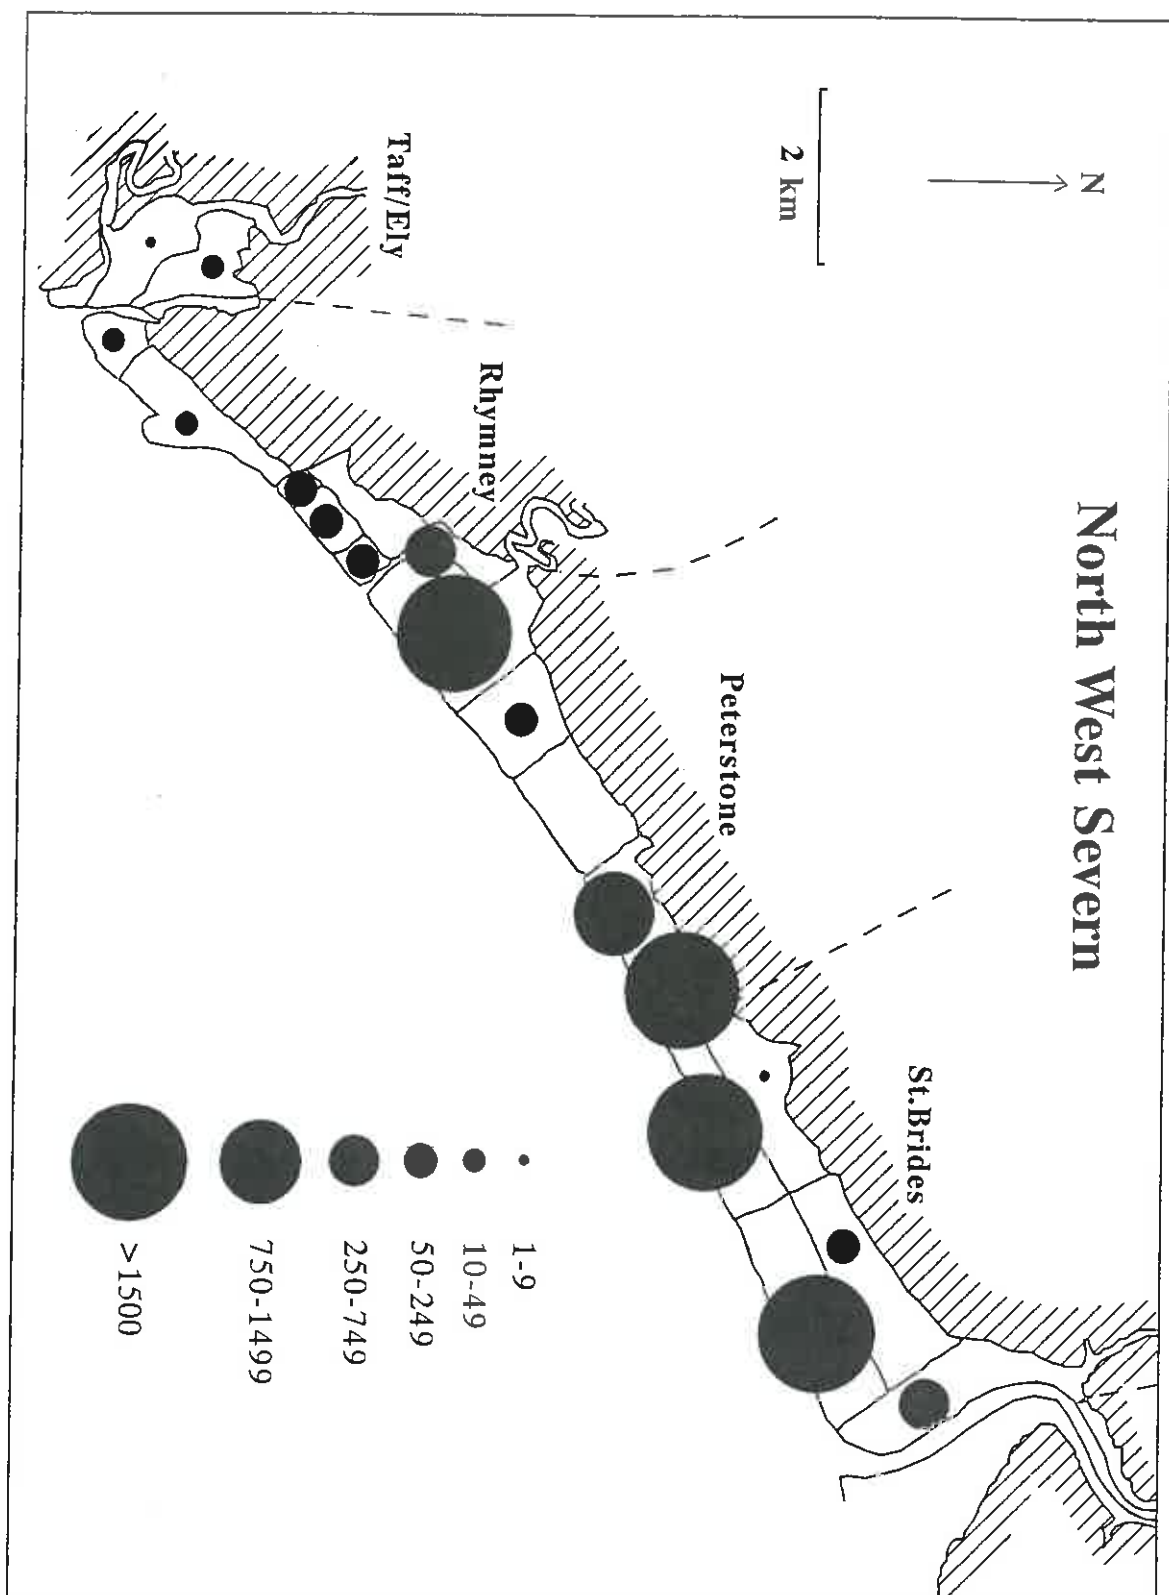 North West Severn
N
2 km
St.Brides
Peterstone
Rhymney
Taff/Ely
1-9
10-49
50-249
250-749
750-1499
>1500